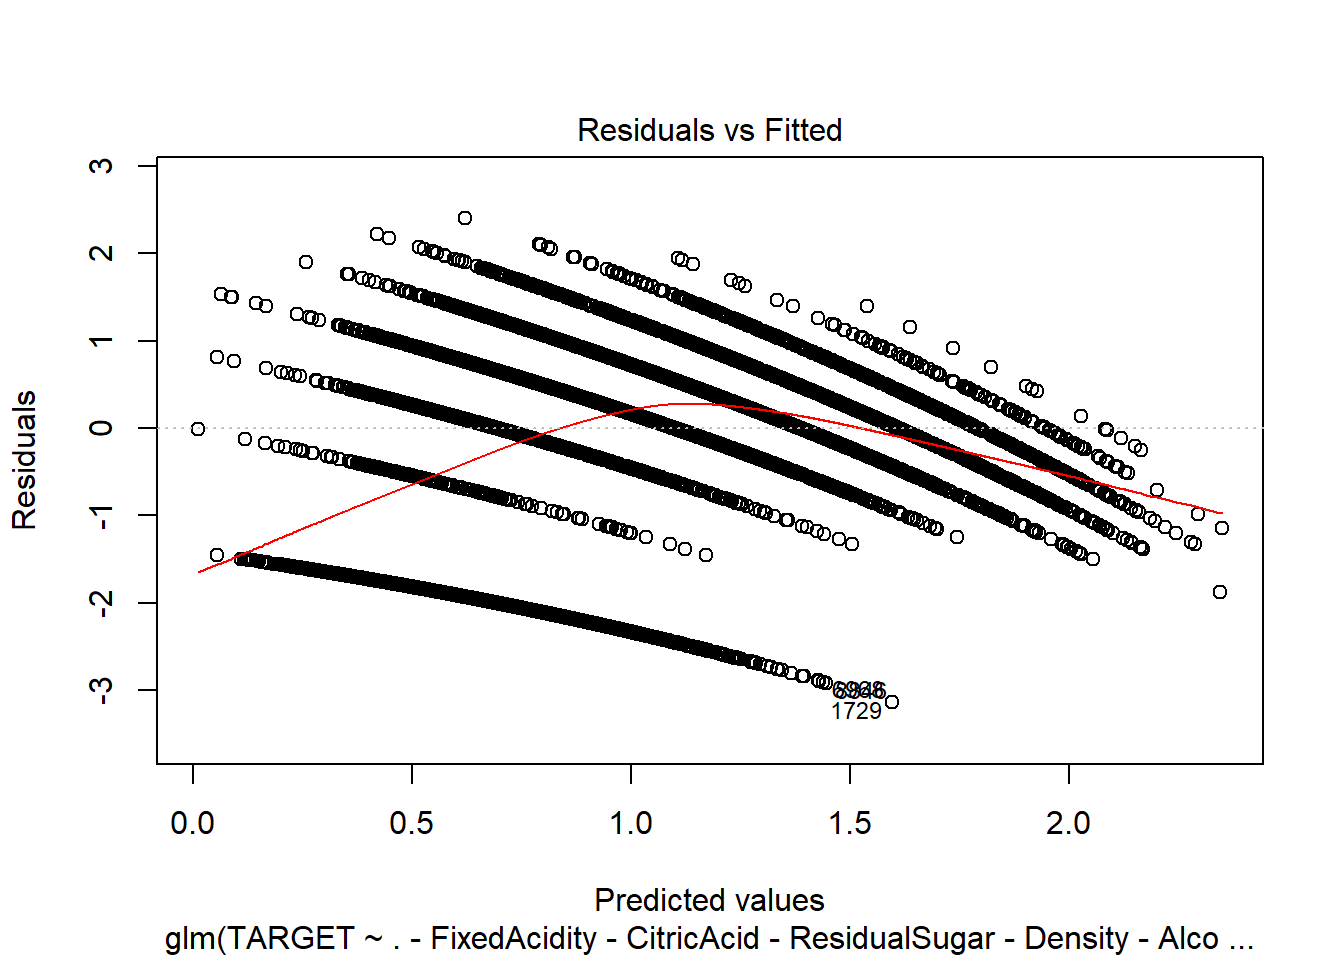 Residuals vs Fitted
Residuals
3
2
1
0
-1
-2
-3
1729
0.0 0.5 1.0 1.5 2.0
Predicted values
glm(TARGET ~ . - FixedAcidity - CitricAcid - ResidualSugar - Density - Alco ...